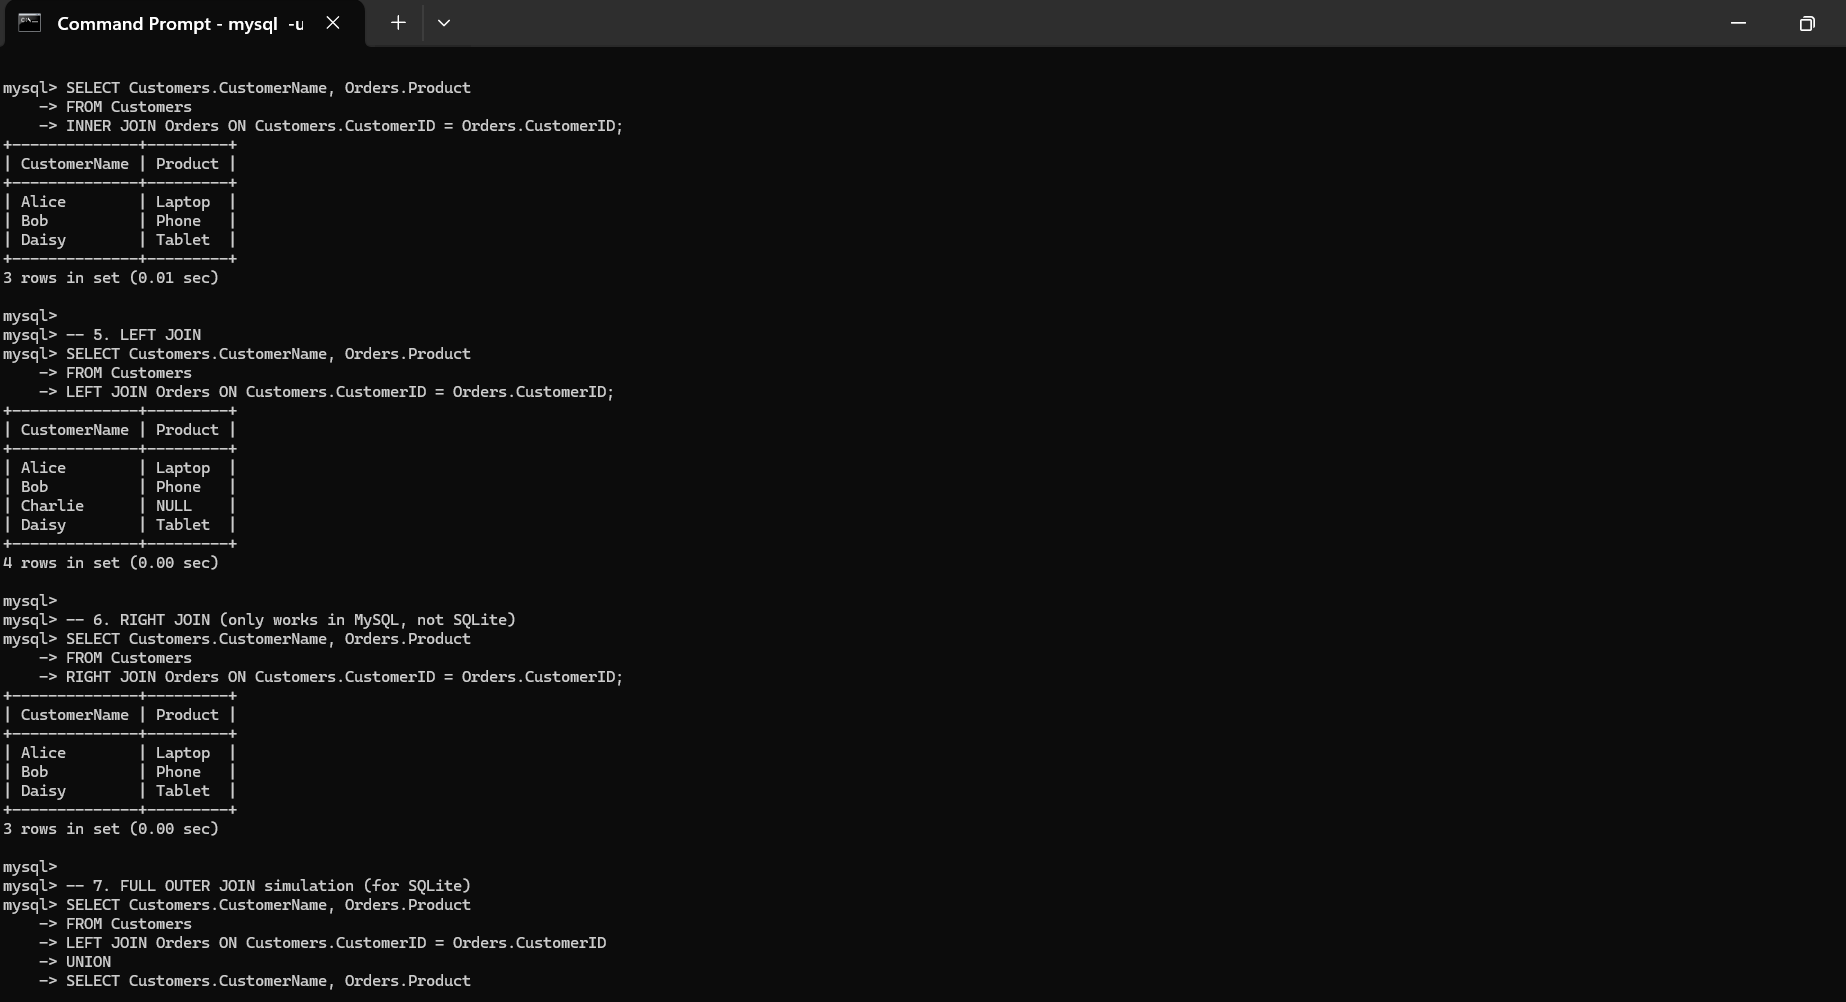 Command Prompt - mysql  -u
mysql> SELECT Customers.CustomerName, Orders.Product
    -> FROM Customers
    -> INNER JOIN Orders ON Customers.CustomerID = Orders.CustomerID;
+--------------+---------+
| CustomerName | Product |
+--------------+---------+
| Alice        | Laptop  |
| Bob          | Phone   |
| Daisy        | Tablet  |
+--------------+---------+
3 rows in set (0.01 sec)
mysql>
mysql> -- 5. LEFT JOIN
mysql> SELECT Customers.CustomerName, Orders.Product
    -> FROM Customers
    -> LEFT JOIN Orders ON Customers.CustomerID = Orders.CustomerID;
+--------------+---------+
| CustomerName | Product |
+--------------+---------+
| Alice        | Laptop  |
| Bob          | Phone   |
| Charlie      | NULL    |
| Daisy        | Tablet  |
+--------------+---------+
4 rows in set (0.00 sec)
mysql>
mysql> -- 6. RIGHT JOIN (only works in MySQL, not SQLite)
mysql> SELECT Customers.CustomerName, Orders.Product
    -> FROM Customers
    -> RIGHT JOIN Orders ON Customers.CustomerID = Orders.CustomerID;
+--------------+---------+
| CustomerName | Product |
+--------------+---------+
| Alice        | Laptop  |
| Bob          | Phone   |
| Daisy        | Tablet  |
+--------------+---------+
3 rows in set (0.00 sec)
mysql>
mysql> -- 7. FULL OUTER JOIN simulation (for SQLite)
mysql> SELECT Customers.CustomerName, Orders.Product
    -> FROM Customers
    -> LEFT JOIN Orders ON Customers.CustomerID = Orders.CustomerID
    -> UNION
    -> SELECT Customers.CustomerName, Orders.Product